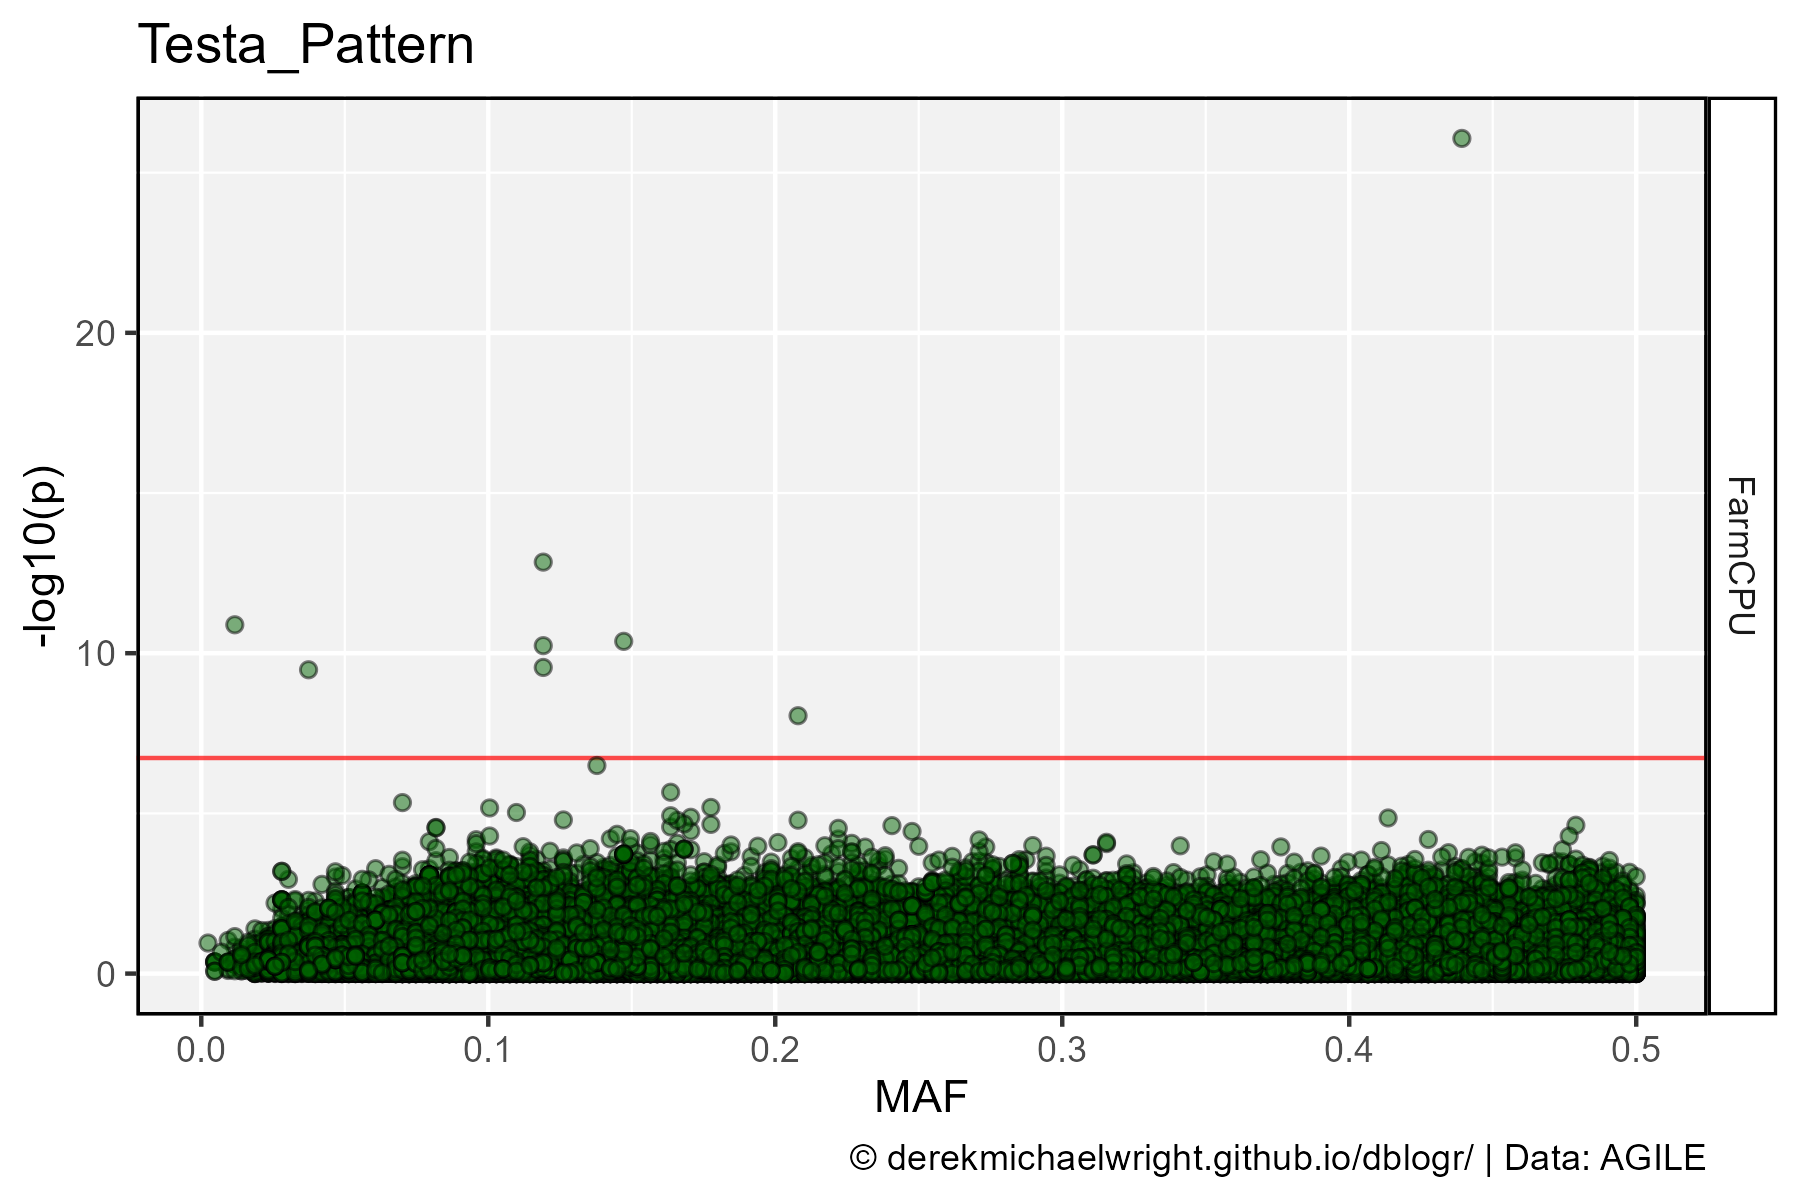 Testa_Pattern
-log10(p)
20
10
0
FarmCPU
0.0 0.1 0.2 0.3 0.4 0.5
MAF
© derekmichaelwright.github.io/dblogr/ | Data: AGILE